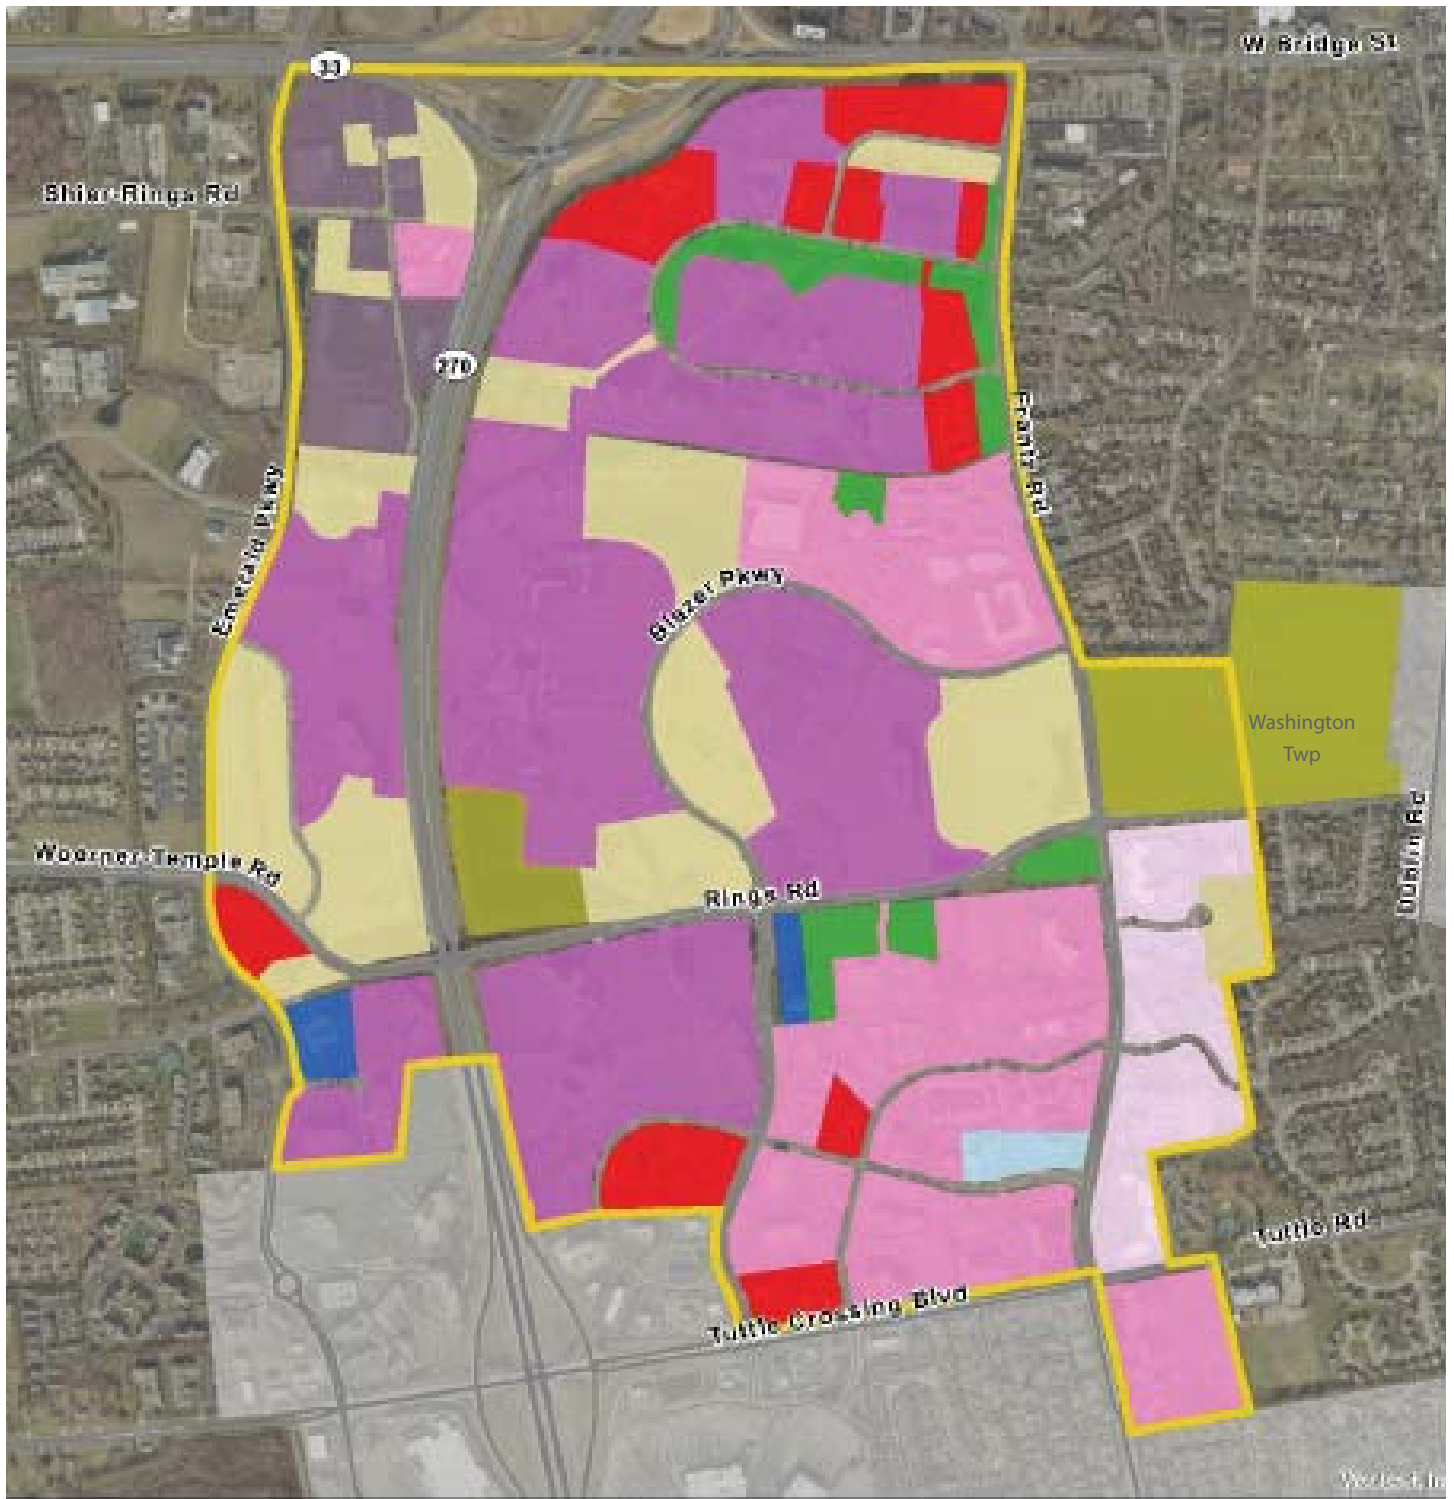 W Bridge St
33
Shier-Rings Rd
270
Frantz Rd
Emerald Pkwy
Blazer Pkwy
Washington
Twp
Dublin Rd
Woerner-Temple Rd
Rings Rd
Tuttle Rd
Tuttle Crossing Blvd